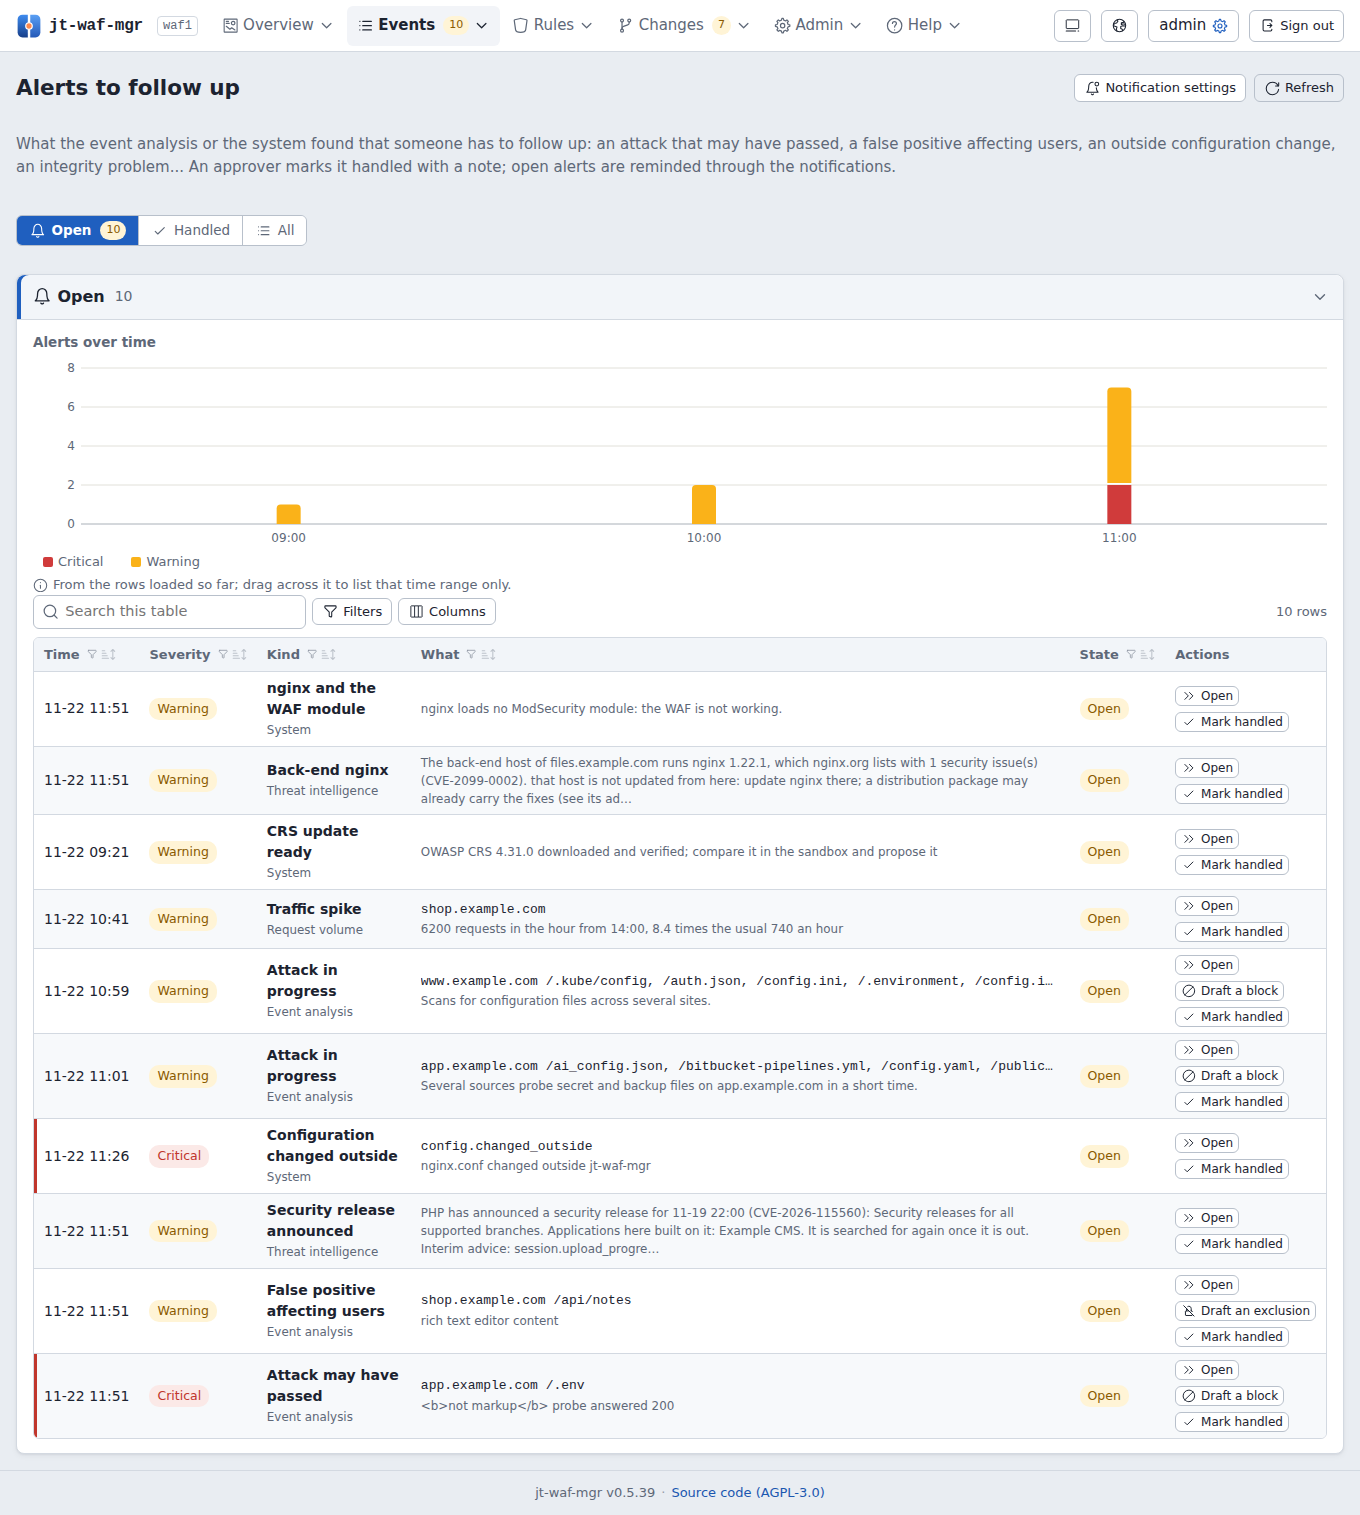 jt-waf-mgr waf1 Overview Events 10 Rules Changes 7 Admin Help admin Sign out
Alerts to follow up
Notification settings Refresh
What the event analysis or the system found that someone has to follow up: an attack that may have passed, a false positive affecting users, an outside configuration change,
an integrity problem... An approver marks it handled with a note; open alerts are reminded through the notifications.
Open 10 Handled All
Open 10
Alerts over time
8
6
4
2
0
09:00 10:00 11:00
Critical Warning
From the rows loaded so far; drag across it to list that time range only.
Search this table Filters Columns 10 rows
Time Severity Kind What State Actions
11-22 11:51 Warning
nginx and the
WAF module
System
nginx loads no ModSecurity module: the WAF is not working.
Open
Open
Mark handled
11-22 11:51 Warning
Back-end nginx
Threat intelligence
The back-end host of files.example.com runs nginx 1.22.1, which nginx.org lists with 1 security issue(s)
(CVE-2099-0002). that host is not updated from here: update nginx there; a distribution package may
already carry the fixes (see its ad…
Open
Open
Mark handled
11-22 09:21 Warning
CRS update
ready
System
OWASP CRS 4.31.0 downloaded and verified; compare it in the sandbox and propose it
Open
Open
Mark handled
11-22 10:41 Warning
Traffic spike
Request volume
shop.example.com
6200 requests in the hour from 14:00, 8.4 times the usual 740 an hour
Open
Open
Mark handled
11-22 10:59 Warning
Attack in
progress
Event analysis
www.example.com /.kube/config, /auth.json, /config.ini, /.environment, /config.i…
Scans for configuration files across several sites.
Open
Open
Draft a block
Mark handled
11-22 11:01 Warning
Attack in
progress
Event analysis
app.example.com /ai_config.json, /bitbucket-pipelines.yml, /config.yaml, /public…
Several sources probe secret and backup files on app.example.com in a short time.
Open
Open
Draft a block
Mark handled
11-22 11:26 Critical
Configuration
changed outside
System
config.changed_outside
nginx.conf changed outside jt-waf-mgr
Open
Open
Mark handled
11-22 11:51 Warning
Security release
announced
Threat intelligence
PHP has announced a security release for 11-19 22:00 (CVE-2026-115560): Security releases for all
supported branches. Applications here built on it: Example CMS. It is searched for again once it is out.
Interim advice: session.upload_progre…
Open
Open
Mark handled
11-22 11:51 Warning
False positive
affecting users
Event analysis
shop.example.com /api/notes
rich text editor content
Open
Open
Draft an exclusion
Mark handled
11-22 11:51 Critical
Attack may have
passed
Event analysis
app.example.com /.env
<b>not markup</b> probe answered 200
Open
Open
Draft a block
Mark handled
jt-waf-mgr v0.5.39 · Source code (AGPL-3.0)